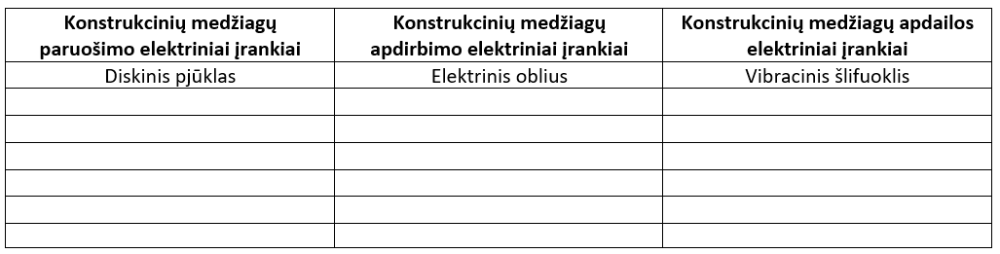 Konstrukcinių medžiagų
paruošimo elektriniai įrankiai
Konstrukcinių medžiagų
apdirbimo elektriniai įrankiai
Konstrukcinių medžiagų apdailos
elektriniai įrankiai
Diskinis pjūklas
Elektrinis oblius
Vibracinis šlifuoklis